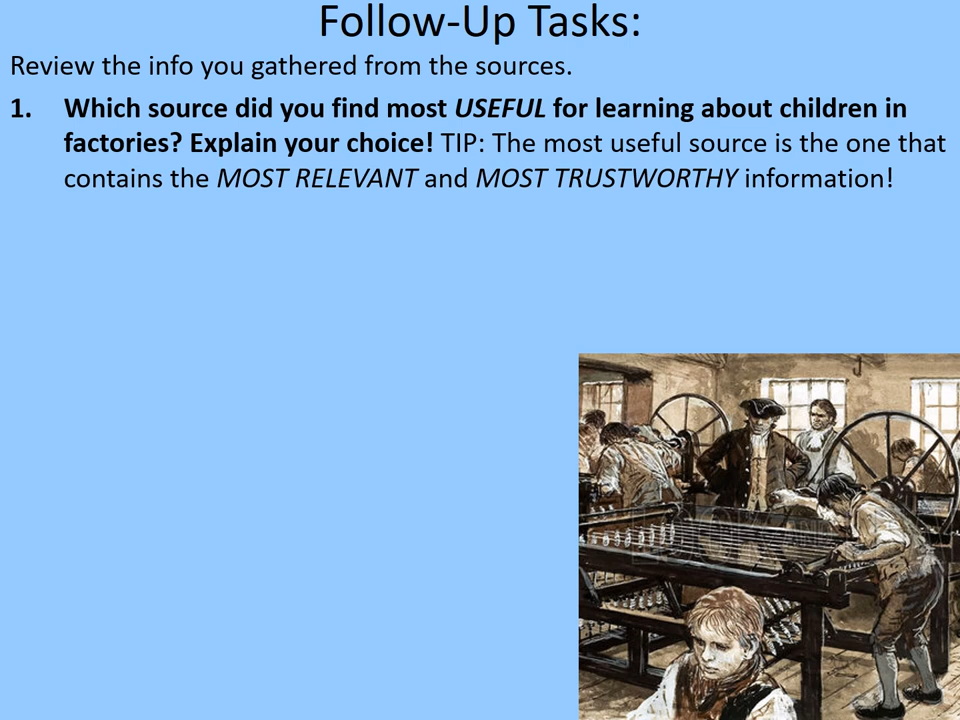 Follow-Up Tasks:
Review the info you gathered from the sources.
1. Which source did you find most USEFUL for learning about children in
factories? Explain your choice! TIP: The most useful source is the one that
contains the MOST RELEVANT and MOST TRUSTWORTHY information!